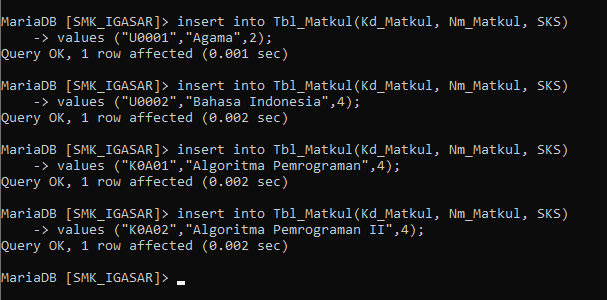 MariaDB [SMK_IGASAR]> insert into Tbl_Matkul(Kd_Matkul, Nm_Matkul, SKS)
    -> values ("U0001","Agama",2);
Query OK, 1 row affected (0.001 sec)
MariaDB [SMK_IGASAR]> insert into Tbl_Matkul(Kd_Matkul, Nm_Matkul, SKS)
    -> values ("U0002","Bahasa Indonesia",4);
Query OK, 1 row affected (0.002 sec)
MariaDB [SMK_IGASAR]> insert into Tbl_Matkul(Kd_Matkul, Nm_Matkul, SKS)
    -> values ("K0A01","Algoritma Pemrograman",4);
Query OK, 1 row affected (0.002 sec)
MariaDB [SMK_IGASAR]> insert into Tbl_Matkul(Kd_Matkul, Nm_Matkul, SKS)
    -> values ("K0A02","Algoritma Pemrograman II",4);
Query OK, 1 row affected (0.002 sec)
MariaDB [SMK_IGASAR]>